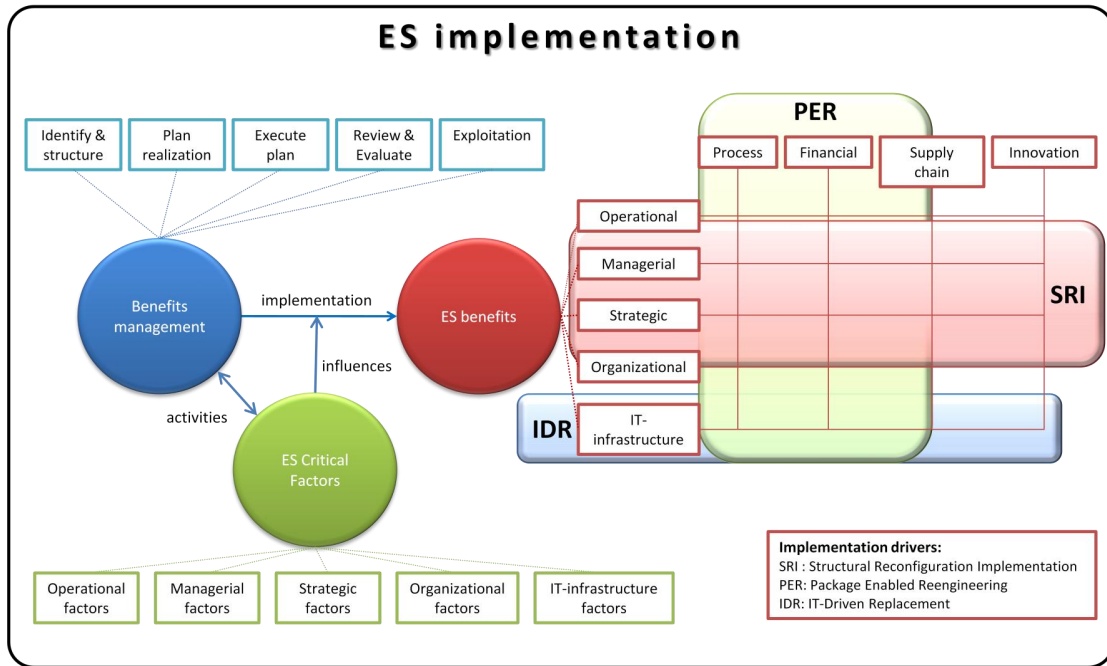 ES implementation
Identify &
structure
Plan
realization
Execute
plan
Review &
Evaluate
Exploitation
PER
Process
Financial
Supply
chain
Innovation
Operational
Managerial
Strategic
Organizational
IT-
infrastructure
SRI
IDR
Benefits
management
implementation
ES benefits
influences
activities
ES Critical
Factors
Operational
factors
Managerial
factors
Strategic
factors
Organizational
factors
IT-infrastructure
factors
Implementation drivers:
SRI : Structural Reconfiguration Implementation
PER: Package Enabled Reengineering
IDR: IT-Driven Replacement